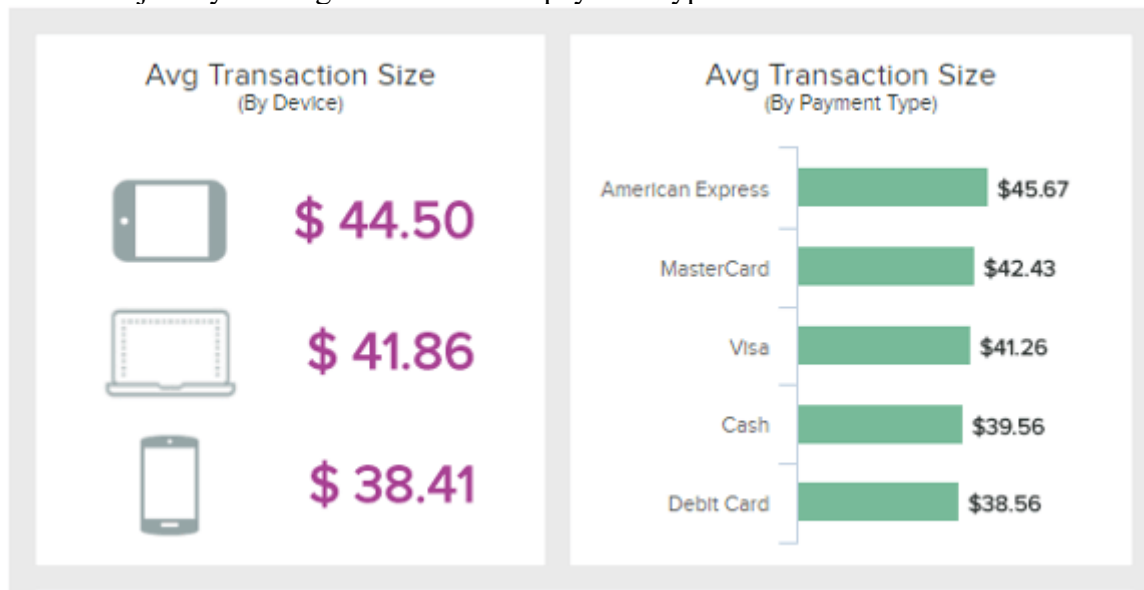 Avg Transaction Size
(By Device)
$ 44.50
$ 41.86
$ 38.41
Avg Transaction Size
(By Payment Type)
American Express $45.67
MasterCard $42.43
Visa $41.26
Cash $39.56
Debit Card $38.56